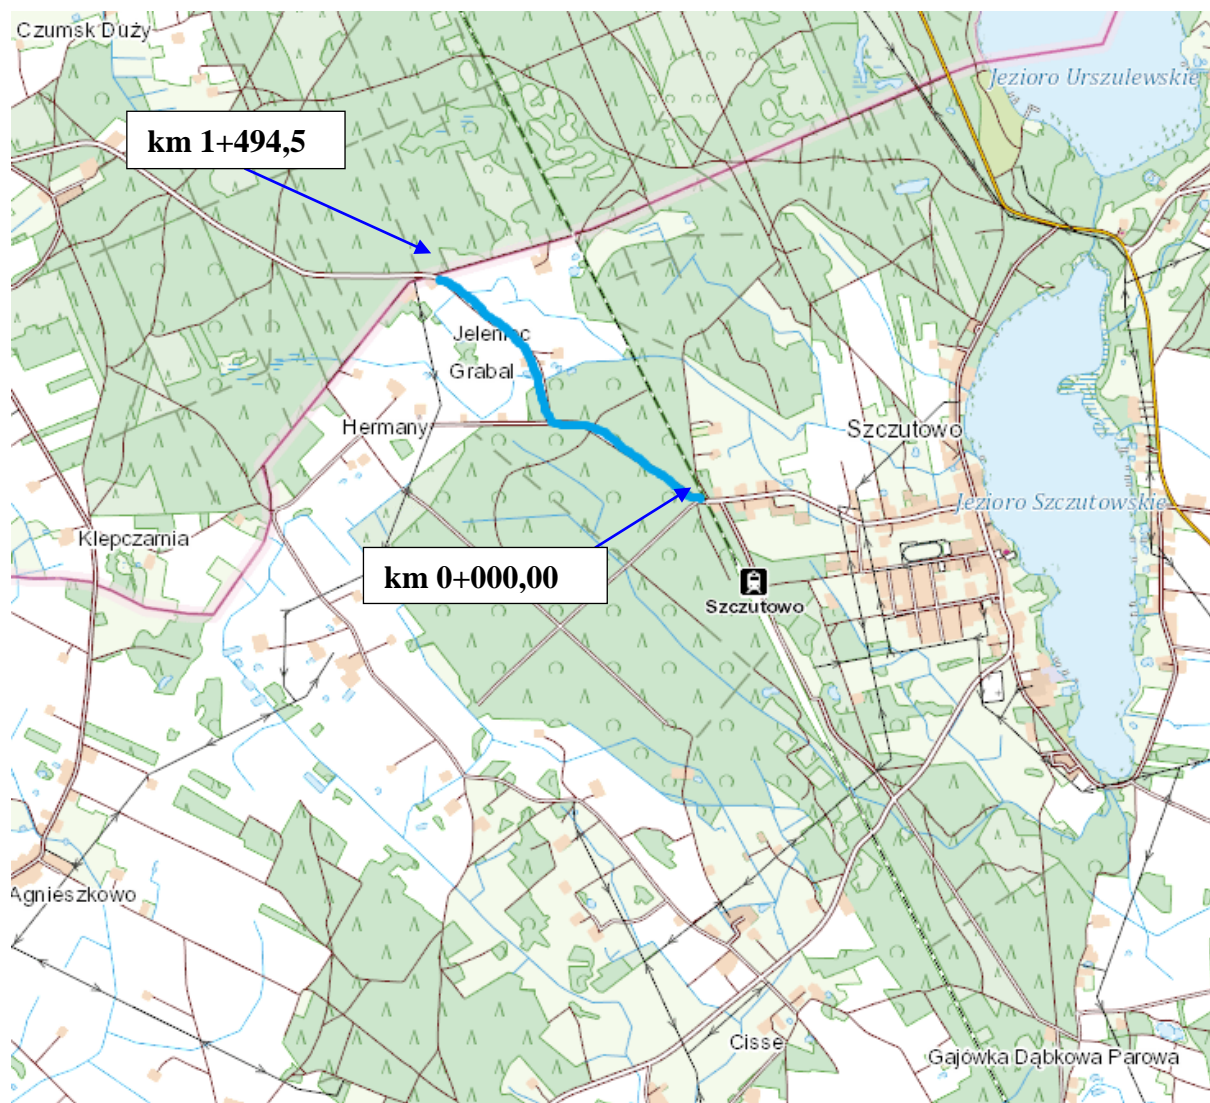 Czumsk Duży
Jezioro Urszulewskie
km 1+494,5
Jeleniec
Grabal
Hermany
Szczutowo
Jezioro Szczutowskie
Klepczarnia
km 0+000,00
Szczutowo
Agnieszkowo
Cisse
Gajówka Dąbkowa Parowa